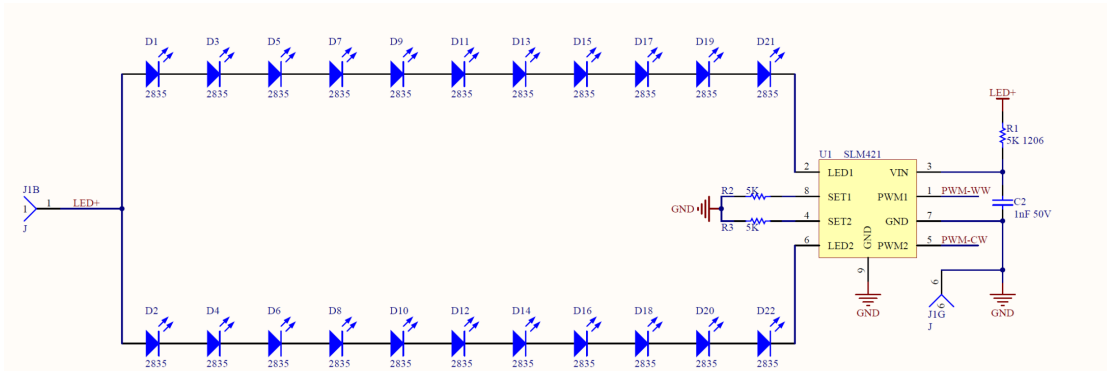 D1 D3 D5 D7 D9 D11 D13 D15 D17 D19 D21
2835 2835 2835 2835 2835 2835 2835 2835 2835 2835 2835
LED+
R1
5K 1206
U1 SLM421
2 LED1 VIN 3
J1B
1 1 LED+
J
R2 5K 8 SET1 PWM1 1 PWM-WW
C2
1nF 50V
GND
R3 5K 4 SET2 GND 7
6 LED2 GND PWM2 5 PWM-CW
9
GND
6
6
J1G
J
GND
D2 D4 D6 D8 D10 D12 D14 D16 D18 D20 D22
2835 2835 2835 2835 2835 2835 2835 2835 2835 2835 2835